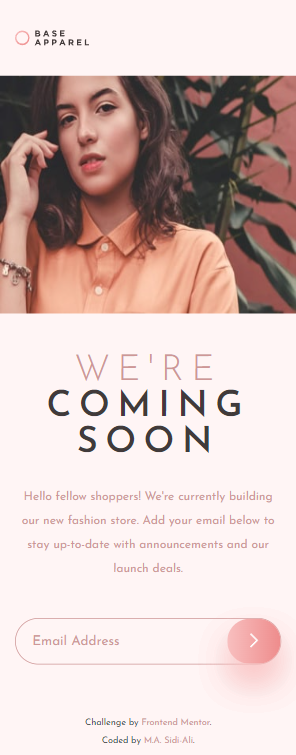 BASE
APPAREL
WE'RE
COMING
SOON
Hello fellow shoppers! We're currently building
our new fashion store. Add your email below to
stay up-to-date with announcements and our
launch deals.
Email Address
Challenge by Frontend Mentor.
Coded by M.A. Sidi Ali.